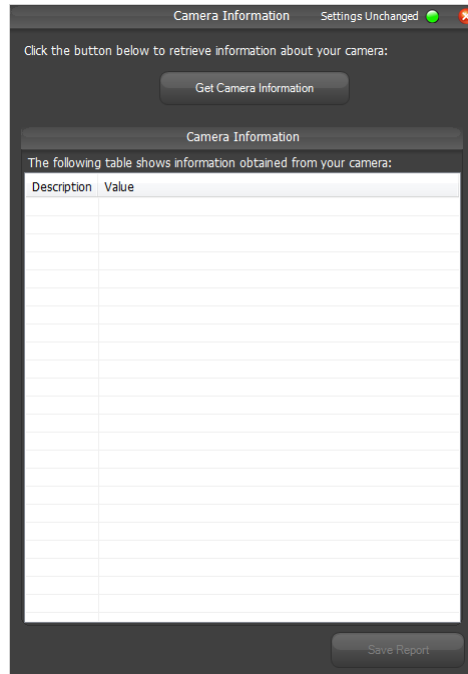 Camera Information Settings Unchanged
Click the button below to retrieve information about your camera:
Get Camera Information
Camera Information
The following table shows information obtained from your camera:
Description Value
Save Report